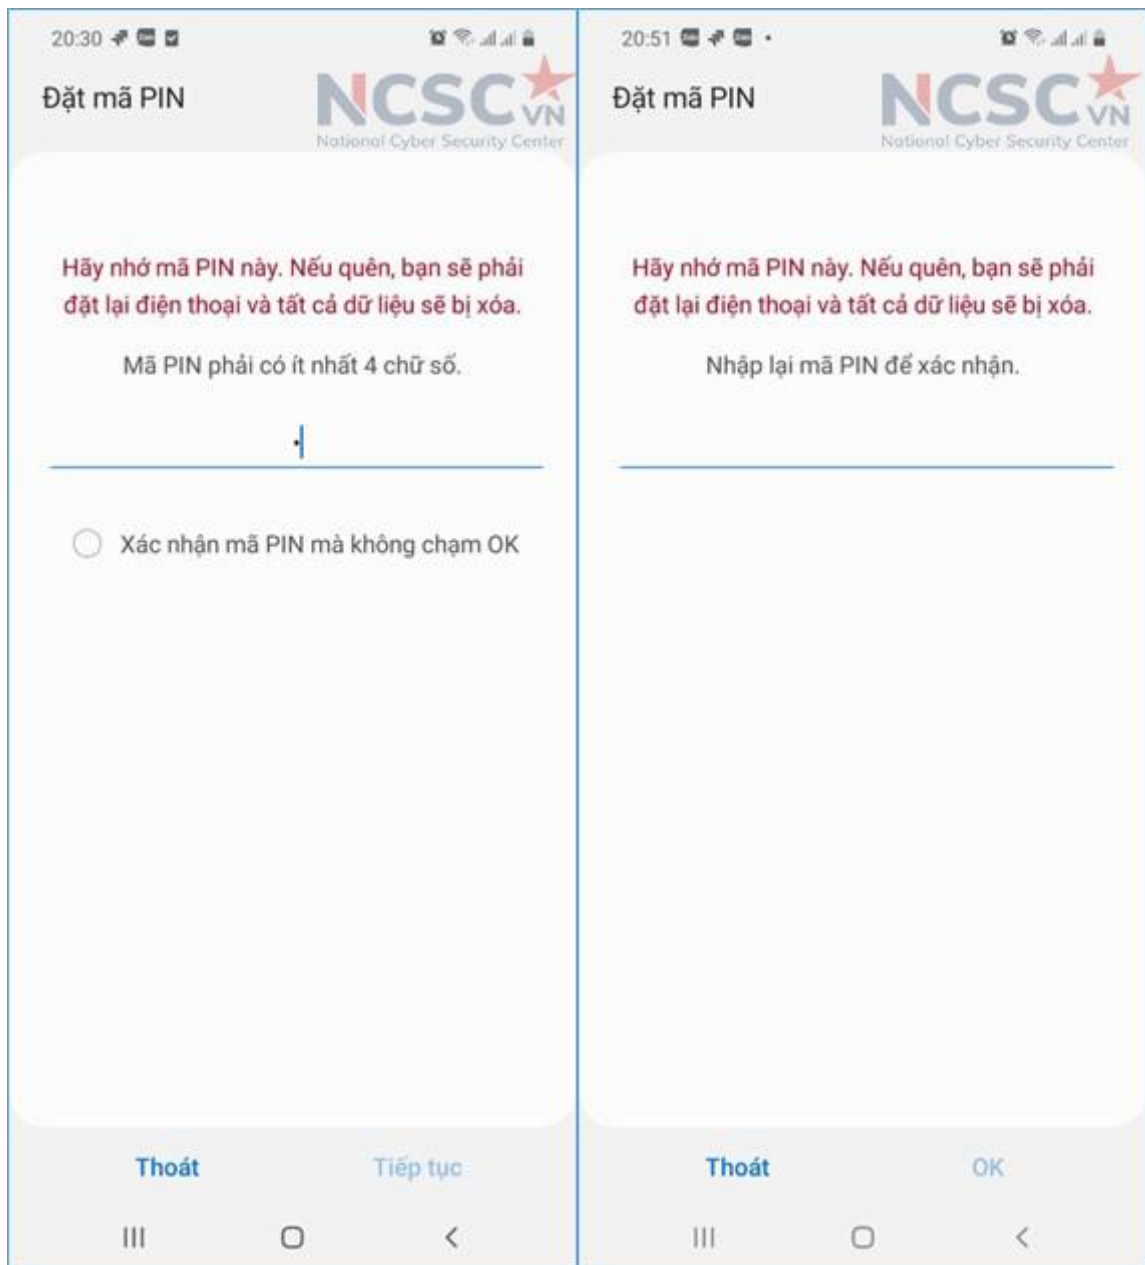 20:30
Đặt mã PIN
NCSC VN
National Cyber Security Center
Hãy nhớ mã PIN này. Nếu quên, bạn sẽ phải
đặt lại điện thoại và tất cả dữ liệu sẽ bị xóa.
Mã PIN phải có ít nhất 4 chữ số.
Xác nhận mã PIN mà không chạm OK
Thoát
Tiếp tục
20:51
Đặt mã PIN
NCSC VN
National Cyber Security Center
Hãy nhớ mã PIN này. Nếu quên, bạn sẽ phải
đặt lại điện thoại và tất cả dữ liệu sẽ bị xóa.
Nhập lại mã PIN để xác nhận.
Thoát
OK